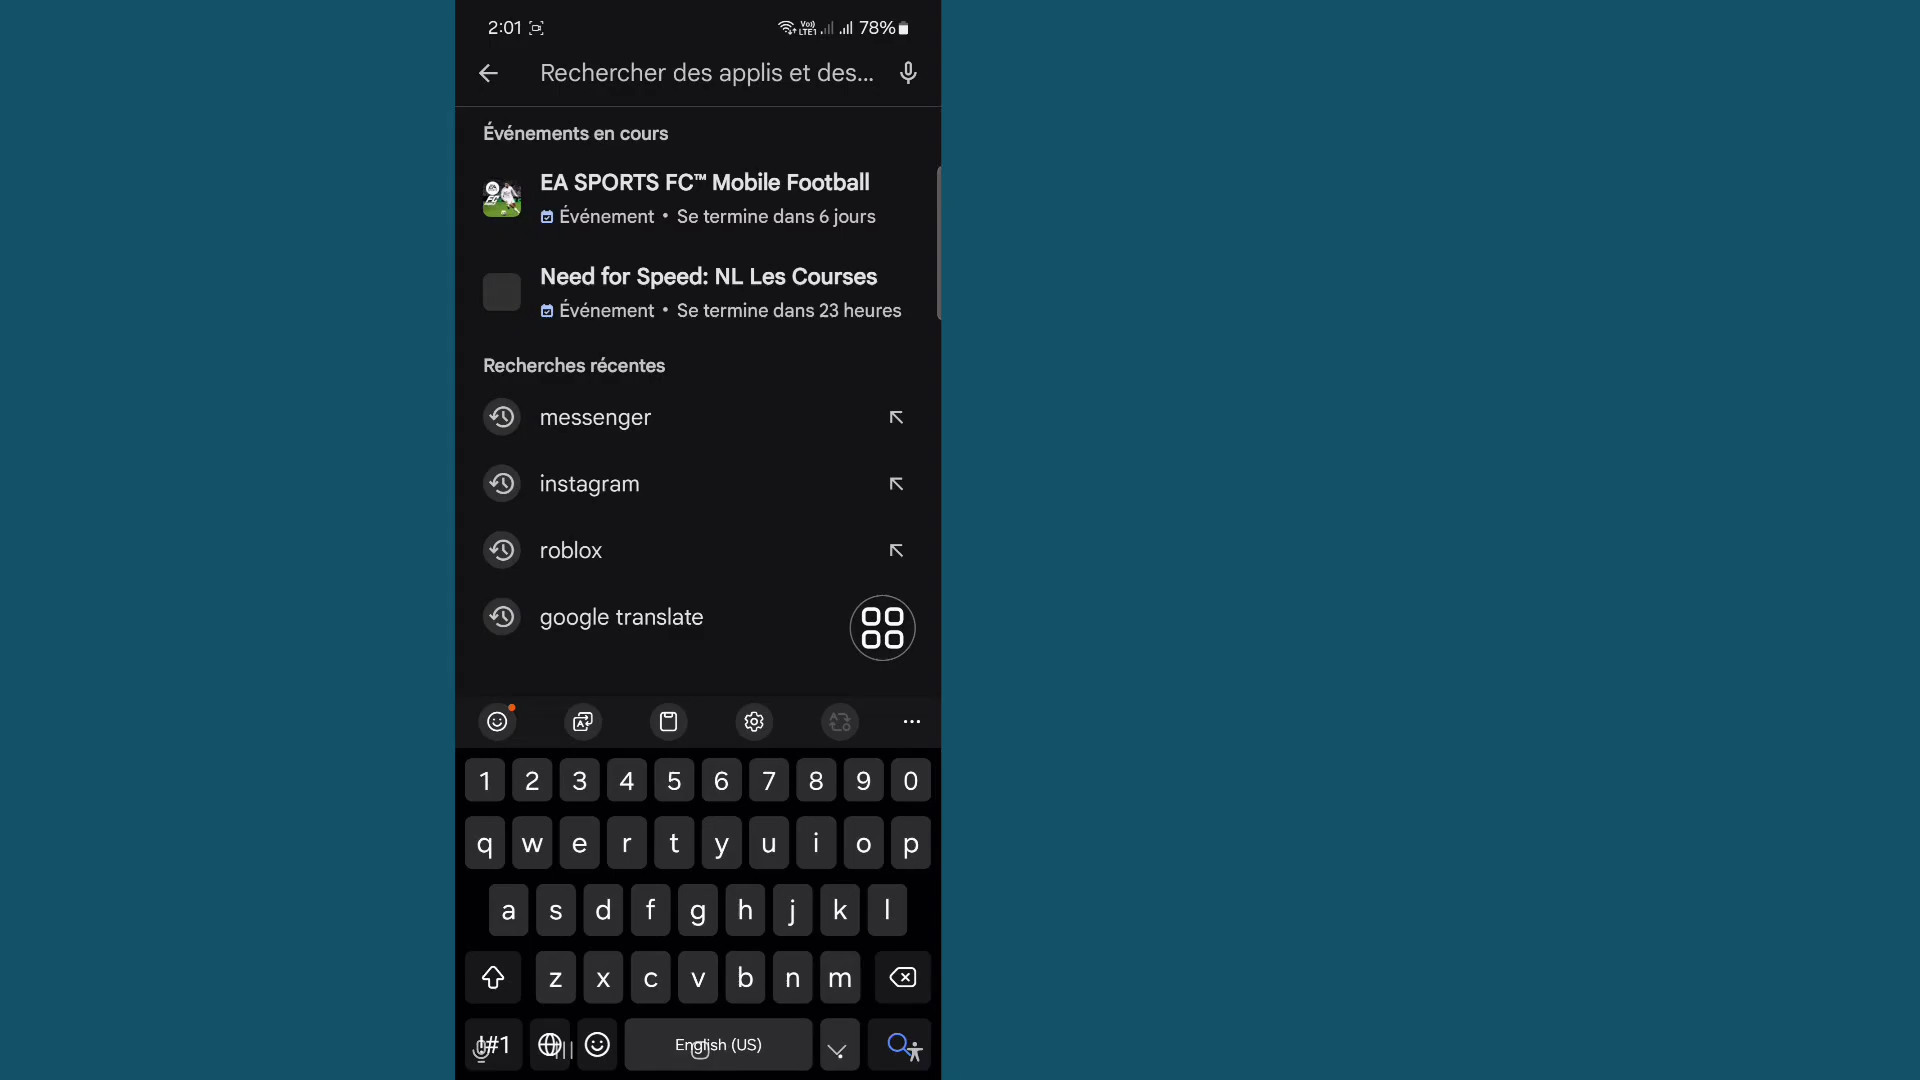 2:01 Vo) LTE1 78%
Rechercher des applis et des...
Événements en cours
EA SPORTS FC™ Mobile Football
Événement • Se termine dans 6 jours
Need for Speed: NL Les Courses
Événement • Se termine dans 23 heures
Recherches récentes
messenger
instagram
roblox
google translate
1 2 3 4 5 6 7 8 9 0
q w e r t y u i o p
a s d f g h j k l
z x c v b n m
!#1 English (US)